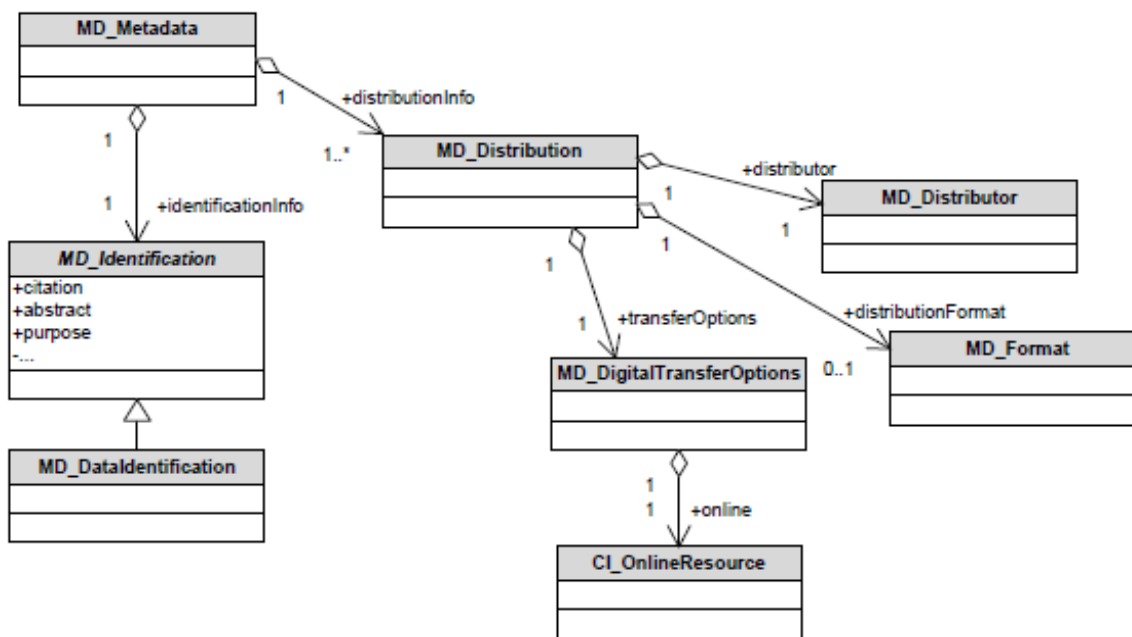 MD_Metadata
1
+distributionInfo
1..*
1
1
+identificationInfo
MD_Distribution
1
+distributor
1
MD_Distributor
1
+distributionFormat
0..1
MD_Format
1
+transferOptions
1
MD_Identification
+citation
+abstract
+purpose
-...
MD_DigitalTransferOptions
MD_DataIdentification
1
1
+online
CI_OnlineResource